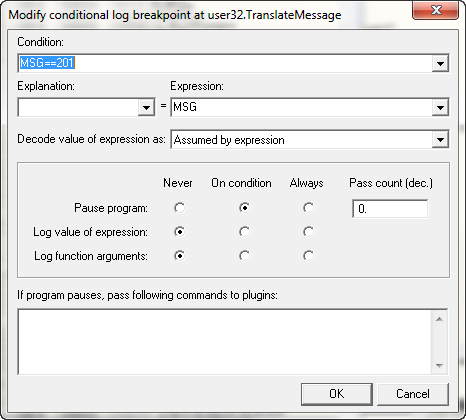 Modify conditional log breakpoint at user32.TranslateMessage
Condition:
MSG==201
Explanation: Expression:
= MSG
Decode value of expression as: Assumed by expression
Never On condition Always Pass count (dec.)
Pause program: 0.
Log value of expression:
Log function arguments:
If program pauses, pass following commands to plugins:
OK Cancel